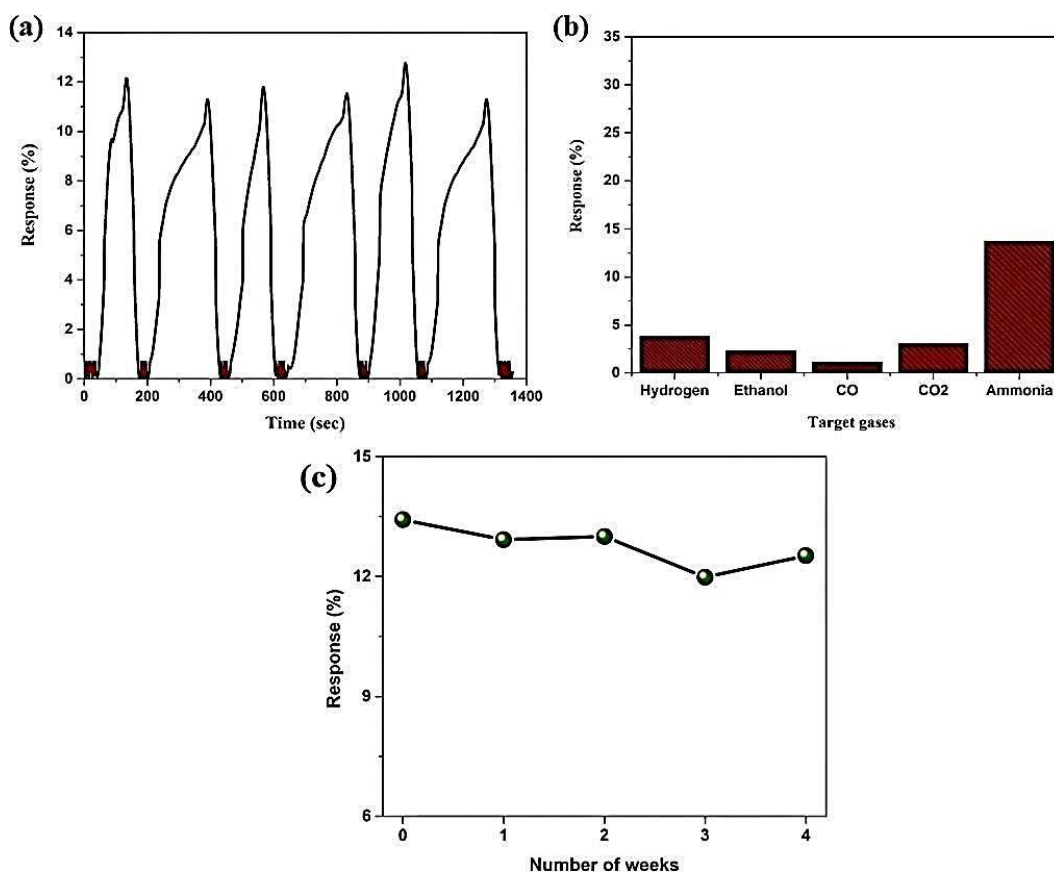 (a)
14
12
10
8
6
4
2
0
Response (%)
0 200 400 600 800 1000 1200 1400
Time (sec)
(b)
35
30
25
20
15
10
5
0
Response (%)
Hydrogen Ethanol CO CO2 Ammonia
Target gases
(c)
15
12
9
6
Response (%)
0 1 2 3 4
Number of weeks